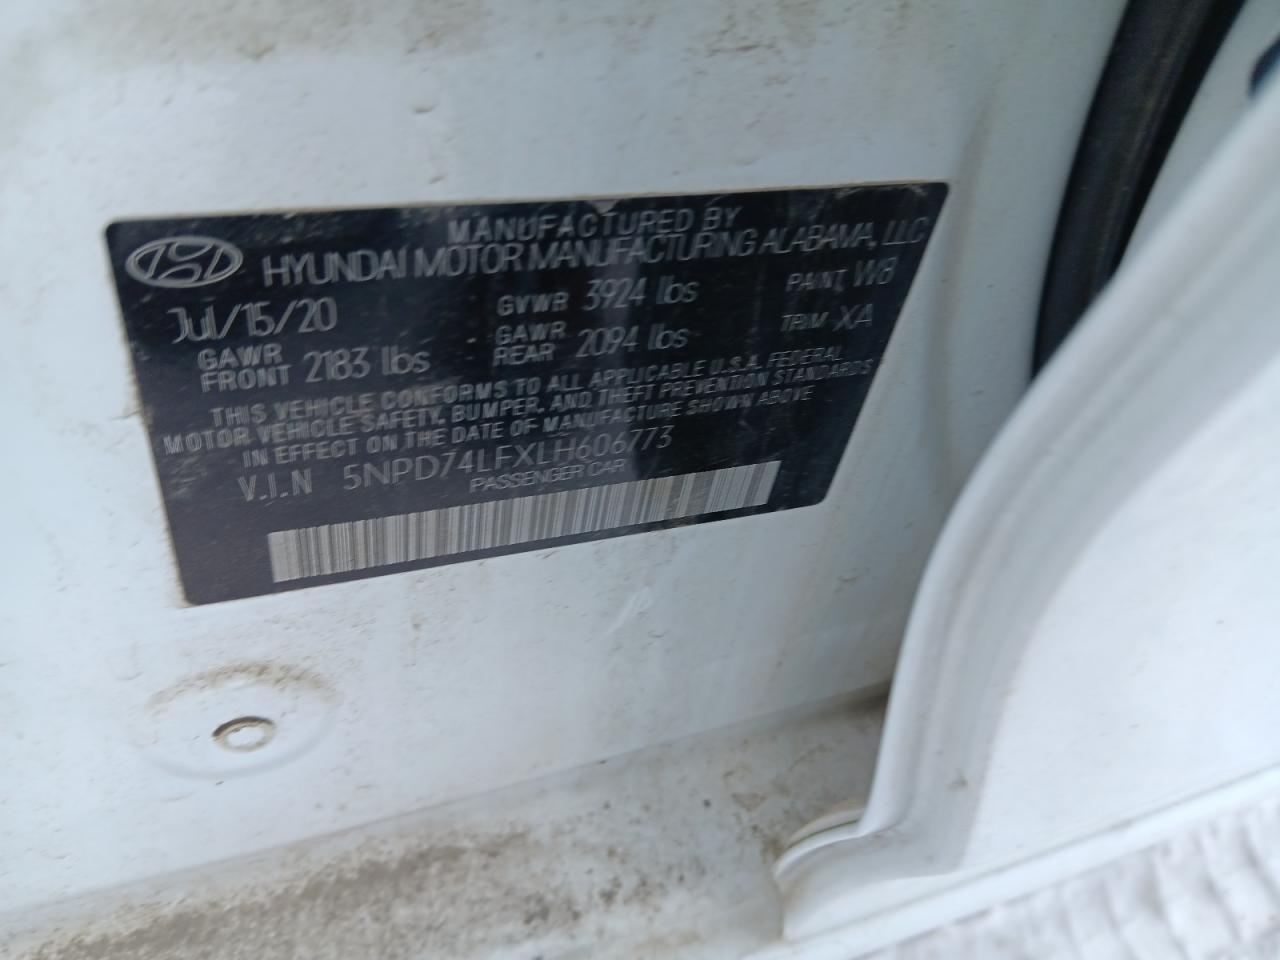 MANUFACTURED BY
HYUNDAI MOTOR MANUFACTURING ALABAMA, LLC
Jul/15/20 GVWR 3924 lbs PAINT W8
GAWR FRONT 2183 lbs GAWR REAR 2094 lbs TRIM XA
THIS VEHICLE CONFORMS TO ALL APPLICABLE U.S.A. FEDERAL
MOTOR VEHICLE SAFETY, BUMPER, AND THEFT PREVENTION STANDARDS
IN EFFECT ON THE DATE OF MANUFACTURE SHOWN ABOVE
V.I.N 5NPD74LFXLH606773
PASSENGER CAR